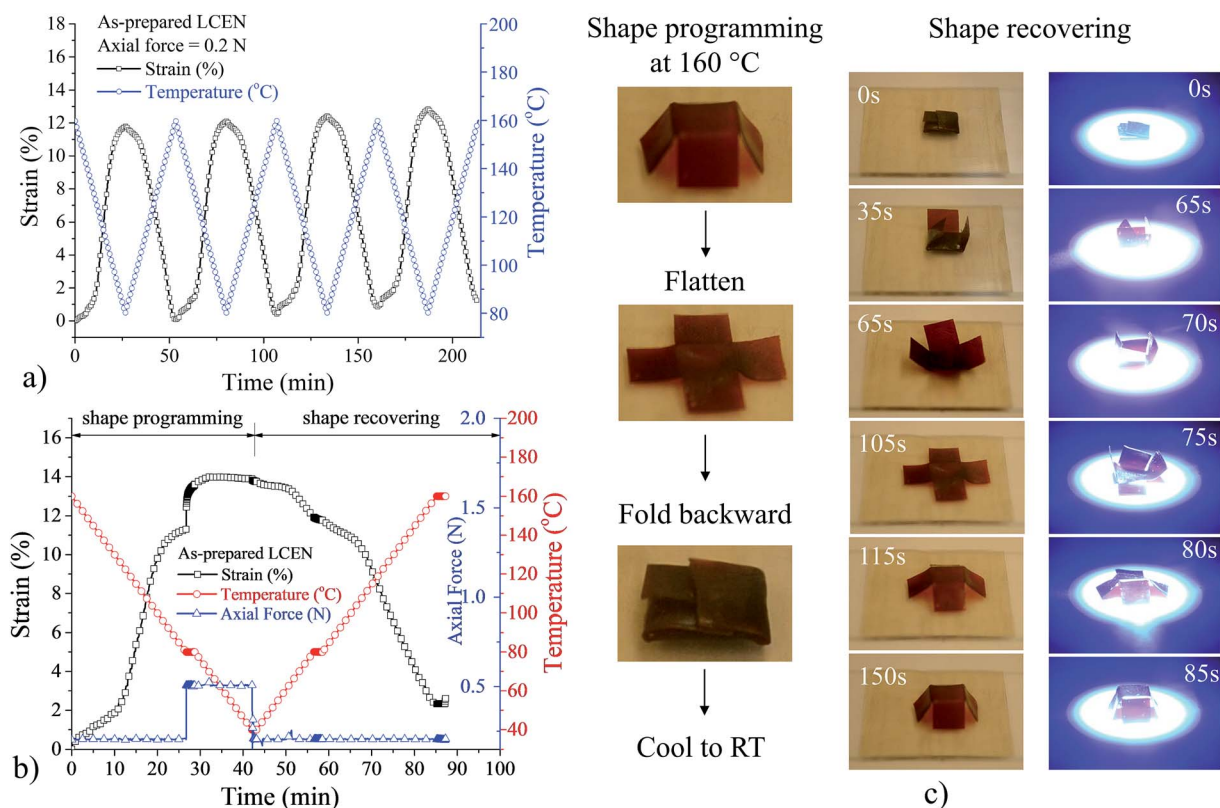 As-prepared LCEN
Axial force = 0.2 N
Strain (%)
Temperature (°C)
18
16
14
12
10
8
6
4
2
0
Strain (%)
200
180
160
140
120
100
80
Temperature (°C)
0 50 100 150 200
Time (min)
a)
shape programming shape recovering
16
14
12
10
8
6
4
2
0
Strain (%)
As-prepared LCEN
Strain (%)
Temperature (°C)
Axial Force (N)
2.0
1.5
1.0
0.5
0.0
Axial Force (N)
200
180
160
140
120
100
80
60
40
Temperature (°C)
0 10 20 30 40 50 60 70 80 90 100
Time (min)
b)
Shape programming
at 160 °C
Flatten
Fold backward
Cool to RT
Shape recovering
0s
35s
65s
105s
115s
150s
0s
65s
70s
75s
80s
85s
c)